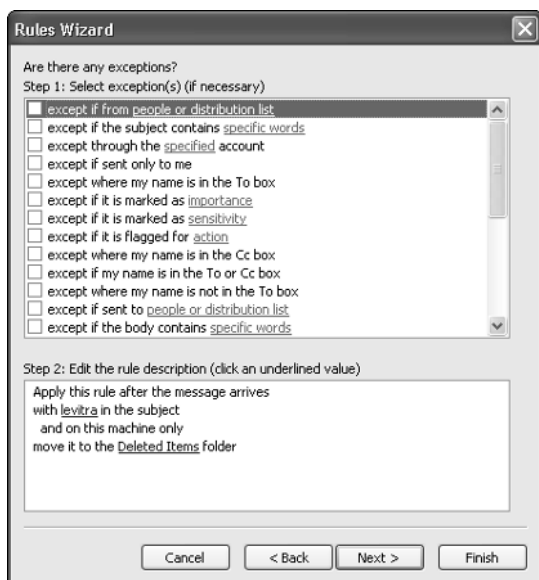 Rules Wizard
Are there any exceptions?
Step 1: Select exception(s) (if necessary)
except if from people or distribution list
except if the subject contains specific words
except through the specified account
except if sent only to me
except where my name is in the To box
except if it is marked as importance
except if it is marked as sensitivity
except if it is flagged for action
except where my name is in the Cc box
except if my name is in the To or Cc box
except where my name is not in the To box
except if sent to people or distribution list
except if the body contains specific words
Step 2: Edit the rule description (click an underlined value)
Apply this rule after the message arrives
with levitra in the subject
and on this machine only
move it to the Deleted Items folder
Cancel
< Back
Next >
Finish